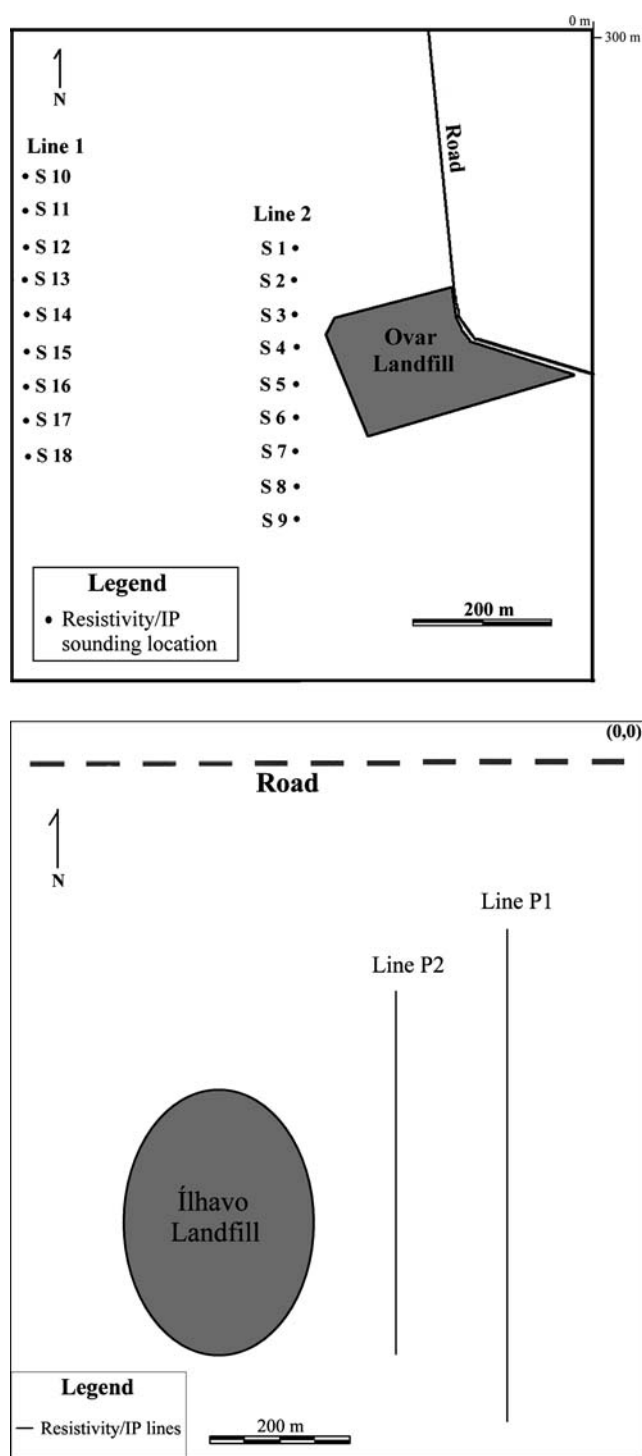 0 m
300 m
N
Road
Line 1
S 10
S 11
S 12
S 13
S 14
S 15
S 16
S 17
S 18
Line 2
S 1
S 2
S 3
S 4
S 5
S 6
S 7
S 8
S 9
Ovar
Landfill
Legend
Resistivity/IP
sounding location
200 m
(0,0)
Road
N
Line P1
Line P2
Ílhavo
Landfill
Legend
Resistivity/IP lines
200 m